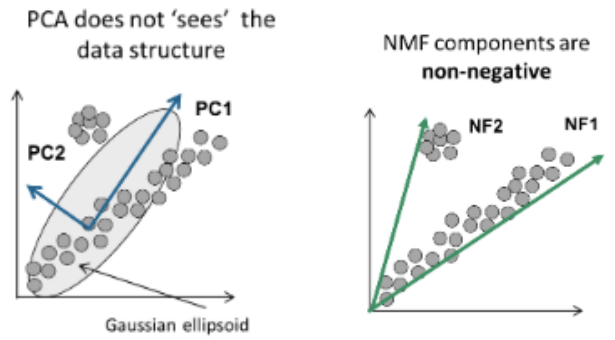 PCA does not 'sees' the
data structure
PC1
PC2
Gaussian ellipsoid
NMF components are
non-negative
NF2
NF1